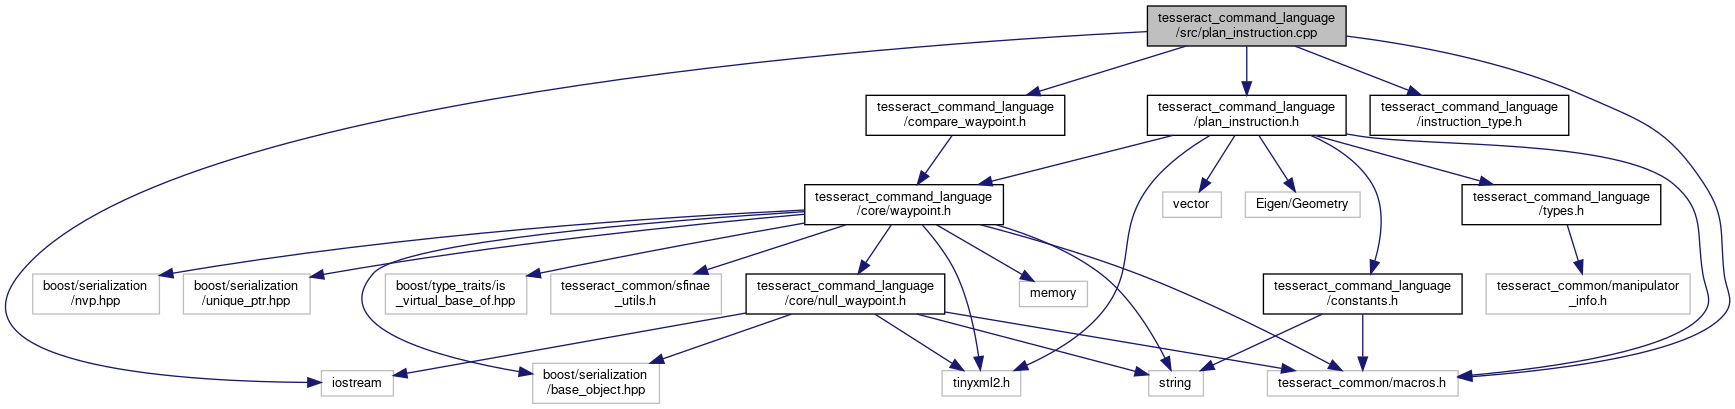 tesseract_command_language
/src/plan_instruction.cpp
tesseract_command_language
/compare_waypoint.h
tesseract_command_language
/plan_instruction.h
tesseract_command_language
/instruction_type.h
tesseract_command_language
/core/waypoint.h
vector
Eigen/Geometry
tesseract_command_language
/types.h
boost/serialization
/nvp.hpp
boost/serialization
/unique_ptr.hpp
boost/type_traits/is
_virtual_base_of.hpp
tesseract_common/sfinae
_utils.h
tesseract_command_language
/core/null_waypoint.h
memory
tesseract_command_language
/constants.h
tesseract_common/manipulator
_info.h
iostream
boost/serialization
/base_object.hpp
tinyxml2.h
string
tesseract_common/macros.h